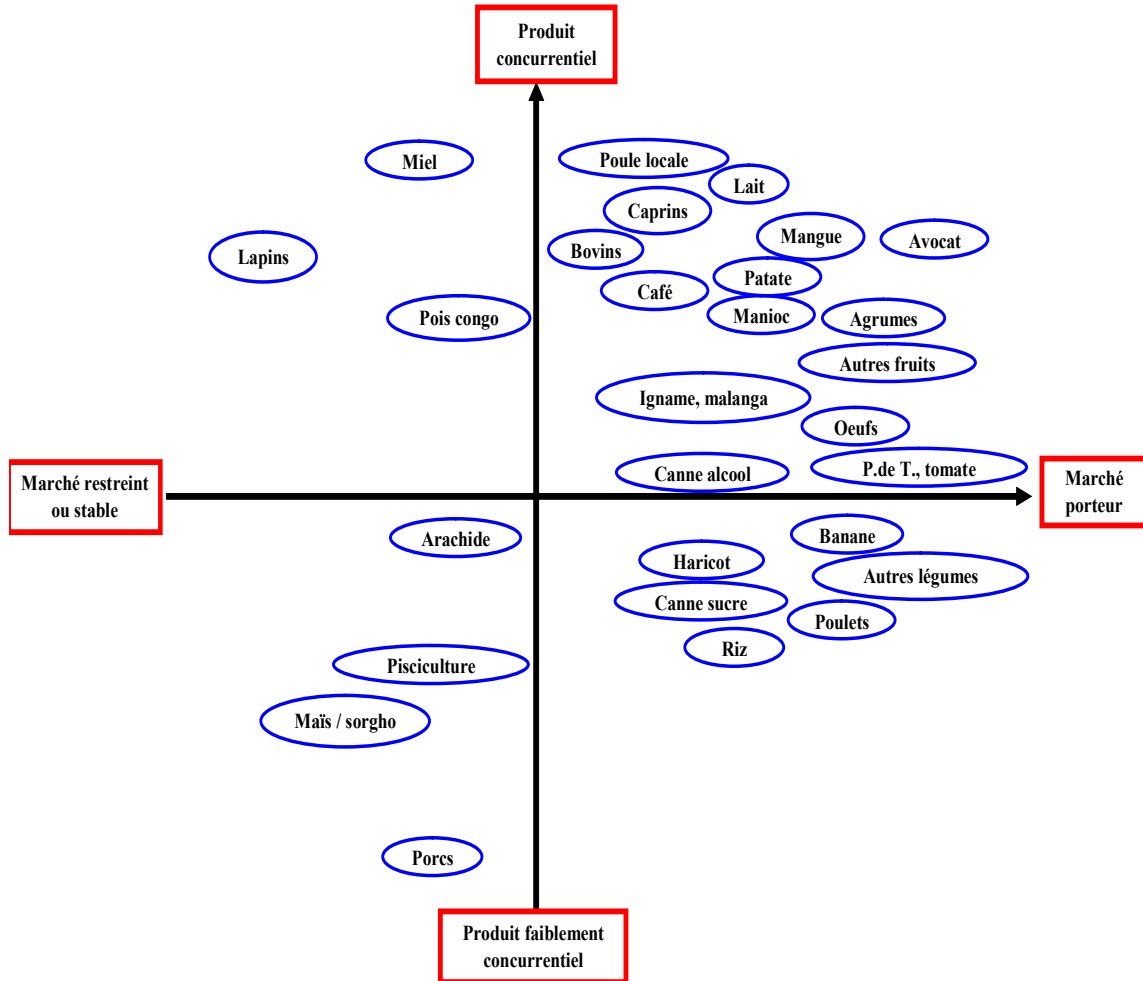 Produit
concurrentiel
Miel
Poule locale
Lait
Caprins
Mangue
Avocat
Bovins
Lapins
Patate
Café
Manioc
Agrumes
Pois congo
Autres fruits
Igname, malanga
Oeufs
Canne alcool
P.de T., tomate
Marché restreint
ou stable
Marché
porteur
Arachide
Banane
Haricot
Autres légumes
Canne sucre
Poulets
Riz
Pisciculture
Maïs / sorgho
Porcs
Produit faiblement
concurrentiel